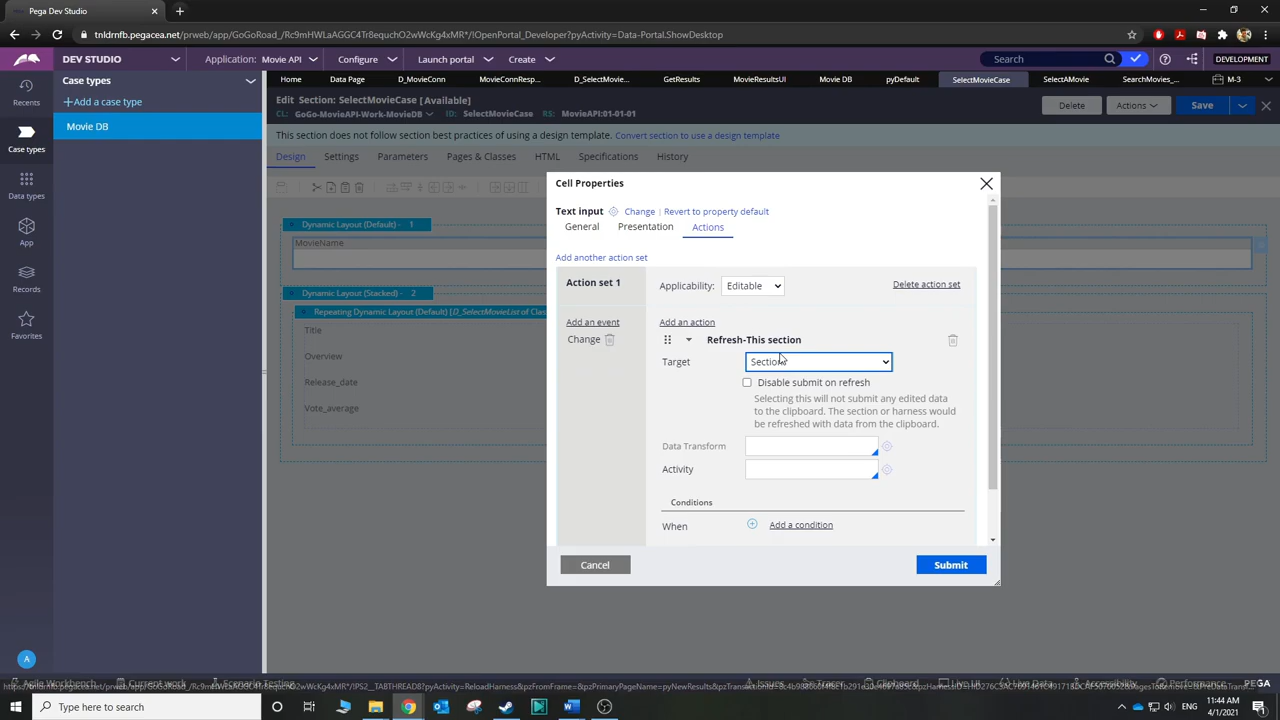 Pega Dev Studio
tnldrnfb.pegacea.net/prweb/app/GoGoRoad_/Rc9mHWLaAGGC4Tr8equchO2wWcKg4xMR*/!OPortal_Developer?pyActivity=Data-Portal.ShowDesktop
DEV STUDIO
Application: Movie API
Configure
Launch portal
Create
Search
DEVELOPMENT
Recents
Case types
Data types
App
Records
Favorites
Case types
+Add a case type
Movie DB
Home
Data Page
D_MovieConn
MovieConnResp...
D_SelectMovie...
GetResults
MovieResultsUI
Movie DB
pyDefault
SelectMovieCase
SelectAMovie
SearchMovies_...
M-3
Edit Section: SelectMovieCase [Available]
CL: GoGo-MovieAPI-Work-MovieDB
ID: SelectMovieCase
RS: MovieAPI:01-01-01
Delete
Actions
Save
This section does not follow section best practices of using a design template. Convert section to use a design template
Design
Settings
Parameters
Pages & Classes
HTML
Specifications
History
Dynamic Layout (Default) - 1
MovieName
Dynamic Layout (Stacked) - 2
Repeating Dynamic Layout (Default) [D_SelectMovieList of Clas
Title
Overview
Release_date
Vote_average
Cell Properties
Text input Change | Revert to property default
General
Presentation
Actions
Add another action set
Action set 1
Applicability: Editable
Delete action set
Add an event
Add an action
Change
Refresh-This section
Target
Section
Disable submit on refresh
Selecting this will not submit any edited data
to the clipboard. The section or harness would
be refreshed with data from the clipboard.
Data Transform
Activity
Conditions
When
Add a condition
Cancel
Submit
A
PEGA
Type here to search
11:44 AM
4/1/2021